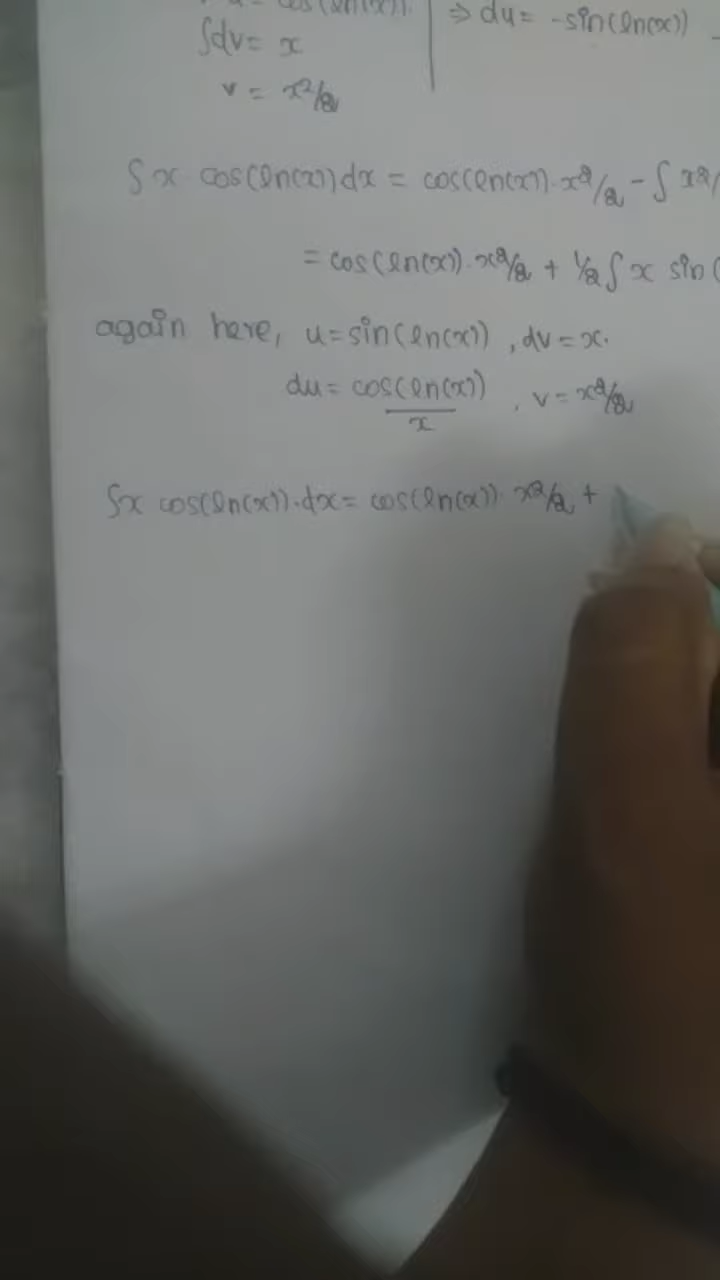 u = cos(ln(x)) ⇒ du = -sin(ln(x))
∫dv = x
v = x²/2
∫ x cos(ln(x)) dx = cos(ln(x)) · x²/2 - ∫ x²/
= cos(ln(x)) · x²/2 + 1/2 ∫ x sin(
again here, u = sin(ln(x)) , dv = x.
du = cos(ln(x))/x , v = x²/2
∫x cos(ln(x)).dx = cos(ln(x)) · x²/2 +